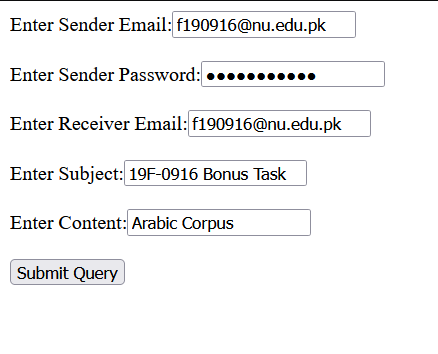 Enter Sender Email: f190916@nu.edu.pk
Enter Sender Password: ●●●●●●●●●●●
Enter Receiver Email: f190916@nu.edu.pk
Enter Subject: 19F-0916 Bonus Task
Enter Content: Arabic Corpus
Submit Query